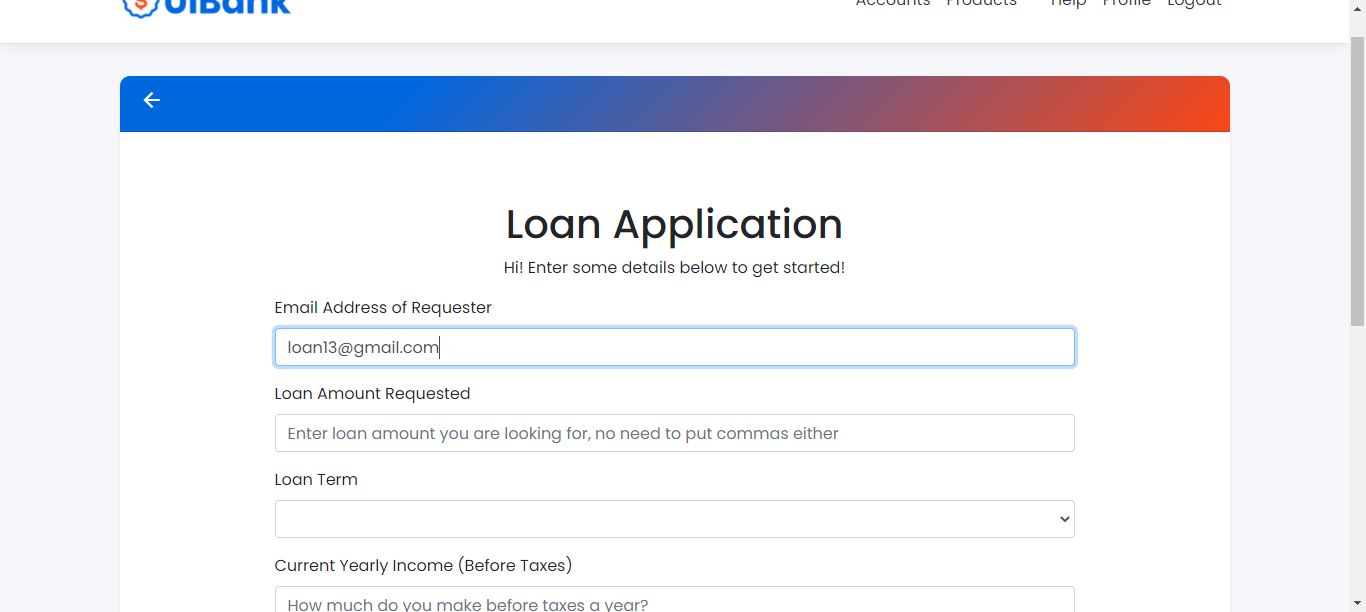 UiBank
Accounts Products Help Profile Logout
Loan Application
Hi! Enter some details below to get started!
Email Address of Requester
loan13@gmail.com
Loan Amount Requested
Enter loan amount you are looking for, no need to put commas either
Loan Term
Current Yearly Income (Before Taxes)
How much do you make before taxes a year?